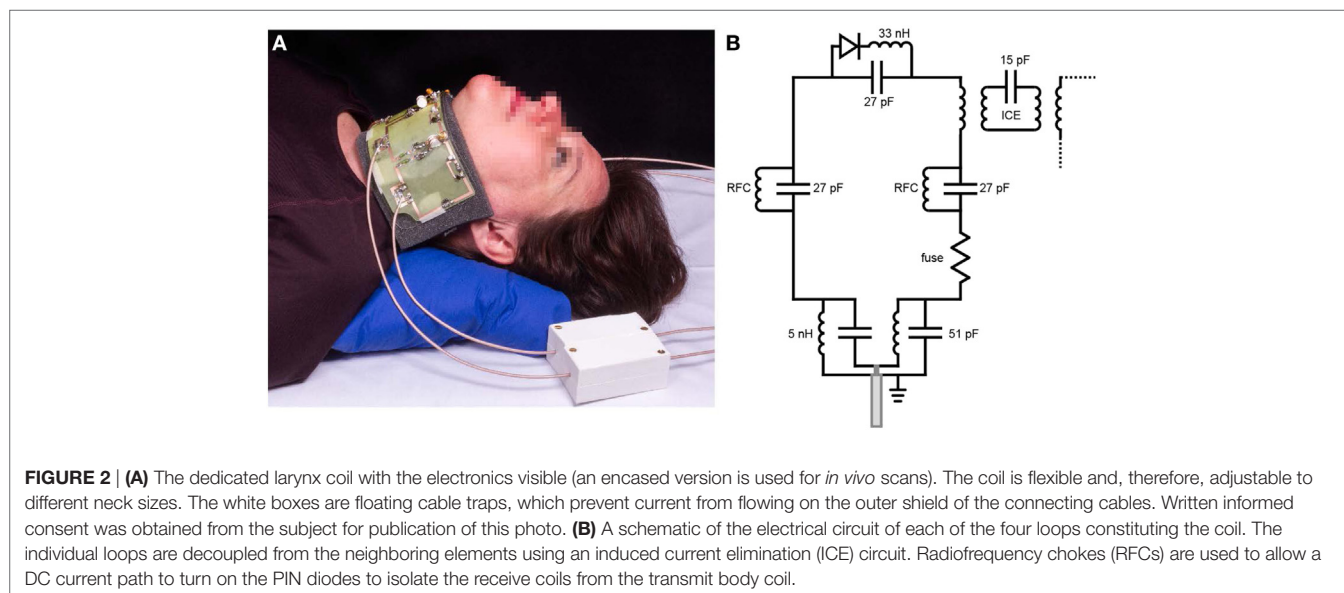 A
B
33 nH
27 pF
15 pF
ICE
RFC
27 pF
RFC
27 pF
fuse
5 nH
51 pF
FIGURE 2 | (A) The dedicated larynx coil with the electronics visible (an encased version is used for in vivo scans). The coil is flexible and, therefore, adjustable to
different neck sizes. The white boxes are floating cable traps, which prevent current from flowing on the outer shield of the connecting cables. Written informed
consent was obtained from the subject for publication of this photo. (B) A schematic of the electrical circuit of each of the four loops constituting the coil. The
individual loops are decoupled from the neighboring elements using an induced current elimination (ICE) circuit. Radiofrequency chokes (RFCs) are used to allow a
DC current path to turn on the PIN diodes to isolate the receive coils from the transmit body coil.